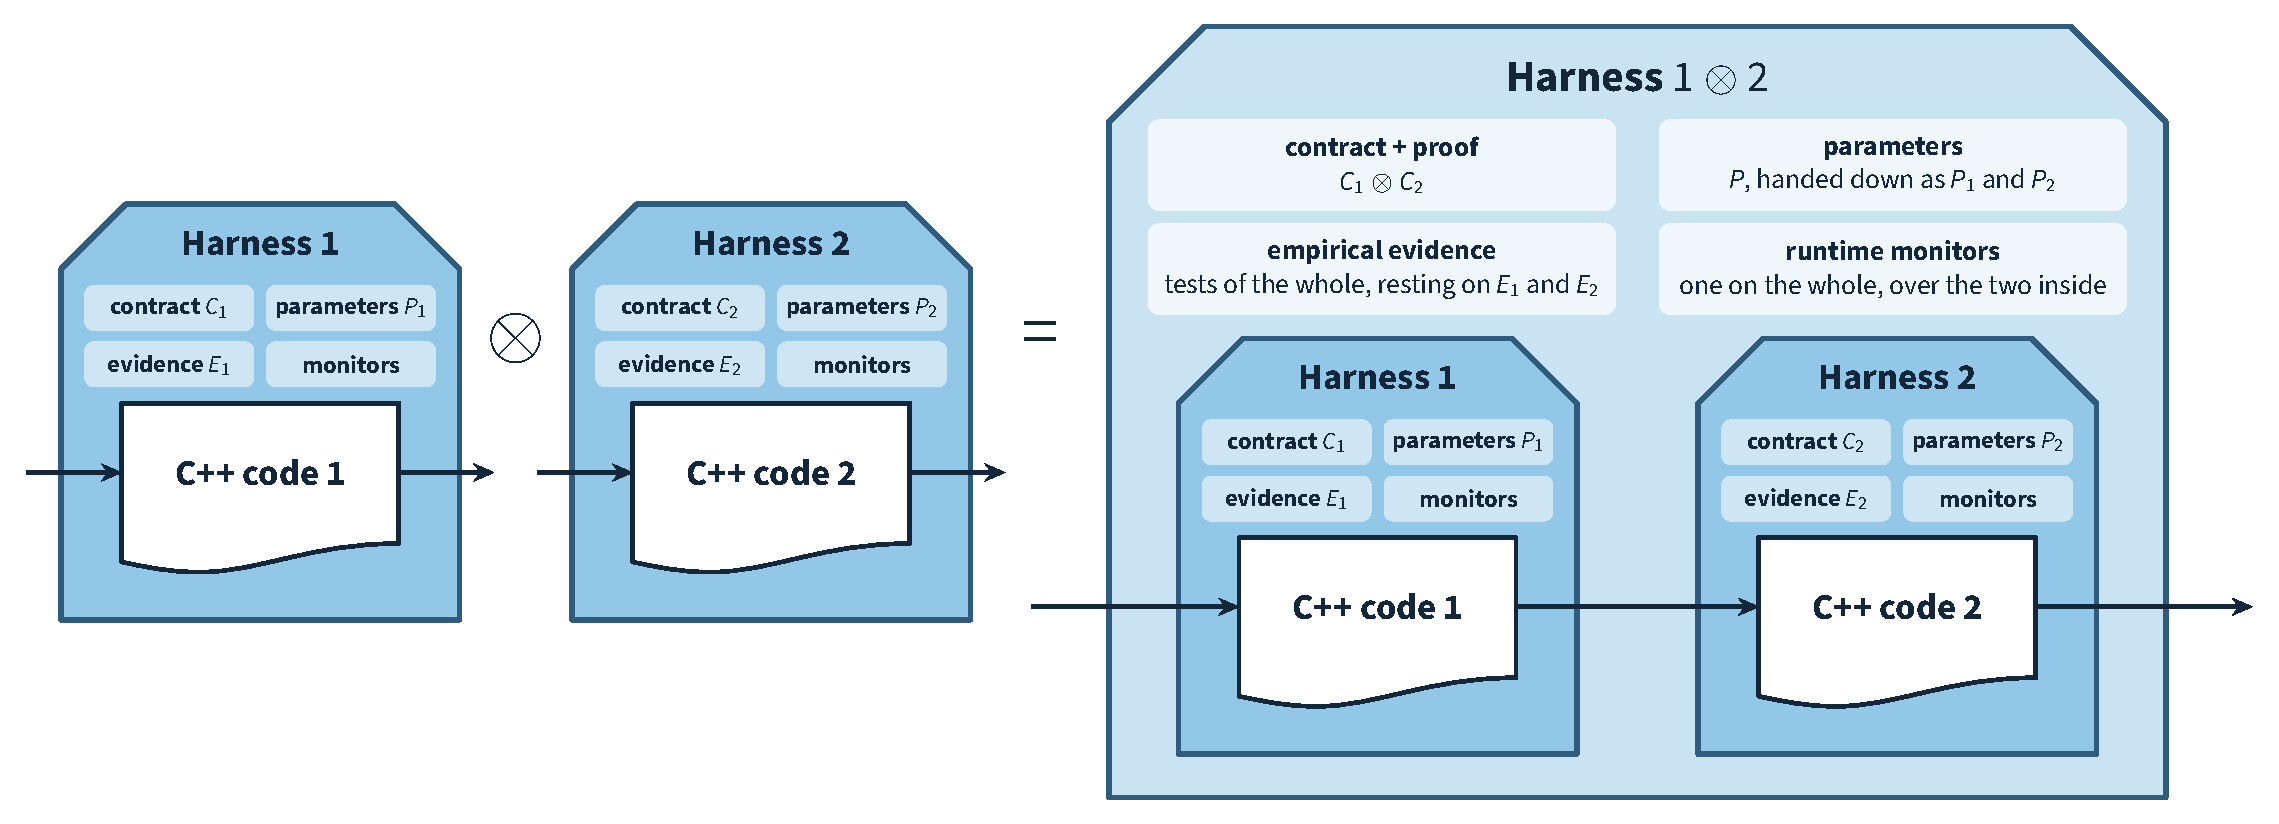 Harness 1
contract C₁
parameters P₁
evidence E₁
monitors
C++ code 1
⊗
Harness 2
contract C₂
parameters P₂
evidence E₂
monitors
C++ code 2
=
Harness 1 ⊗ 2
contract + proof
C₁ ⊗ C₂
parameters
P, handed down as P₁ and P₂
empirical evidence
tests of the whole, resting on E₁ and E₂
runtime monitors
one on the whole, over the two inside
Harness 1
contract C₁
parameters P₁
evidence E₁
monitors
C++ code 1
Harness 2
contract C₂
parameters P₂
evidence E₂
monitors
C++ code 2